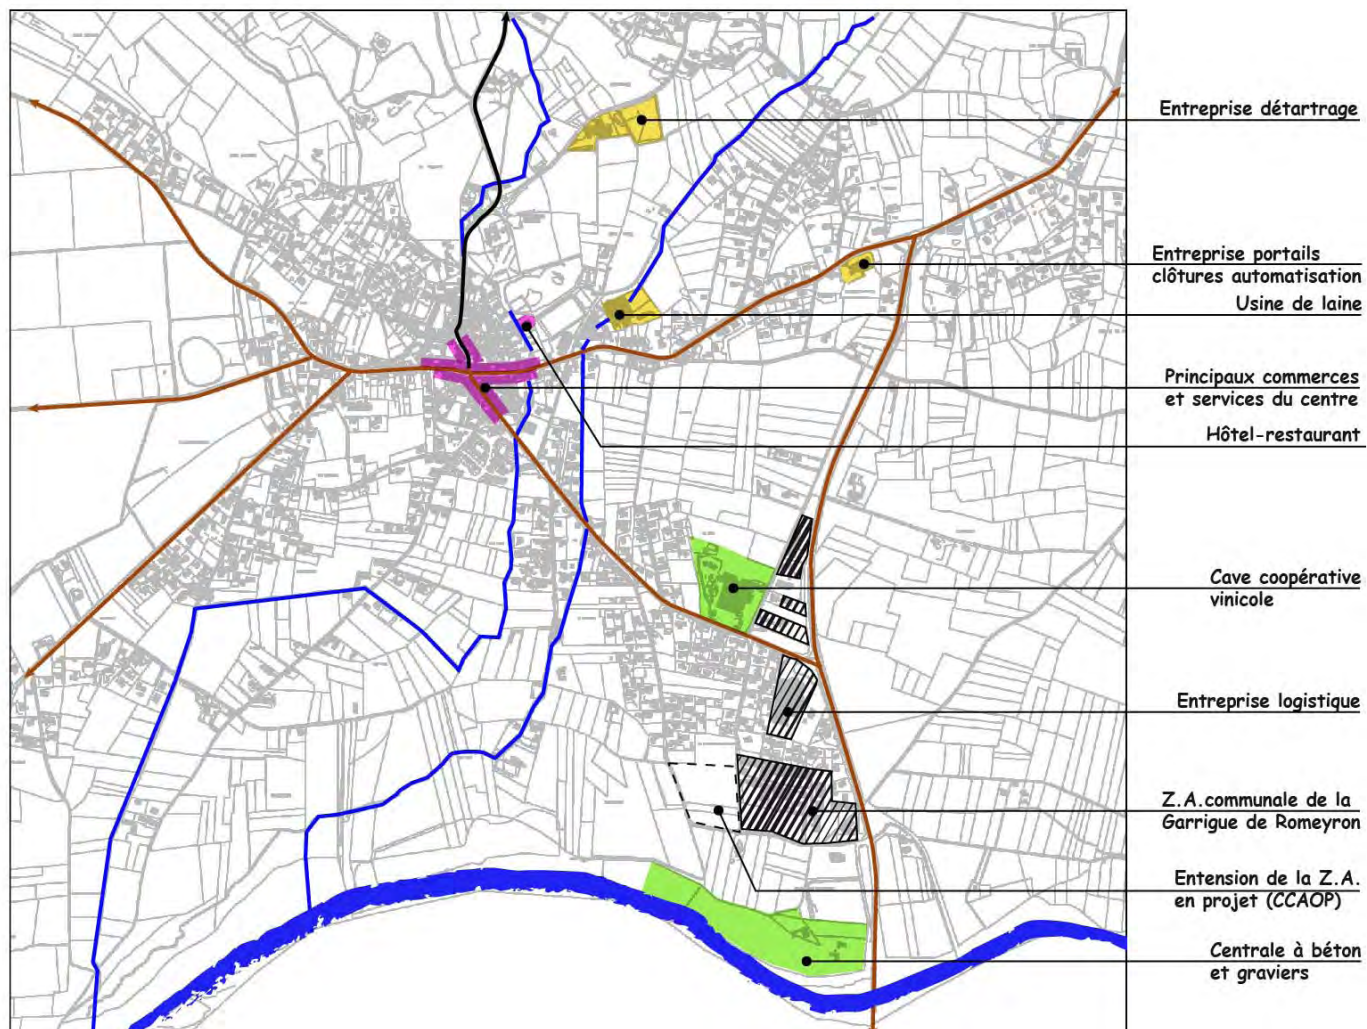 Entreprise détartrage
Entreprise portails
clôtures automatisation
Usine de laine
Principaux commerces
et services du centre
Hôtel-restaurant
Cave coopérative
vinicole
Entreprise logistique
Z.A.communale de la
Garrigue de Romeyron
Entension de la Z.A.
en projet (CCAOP)
Centrale à béton
et graviers